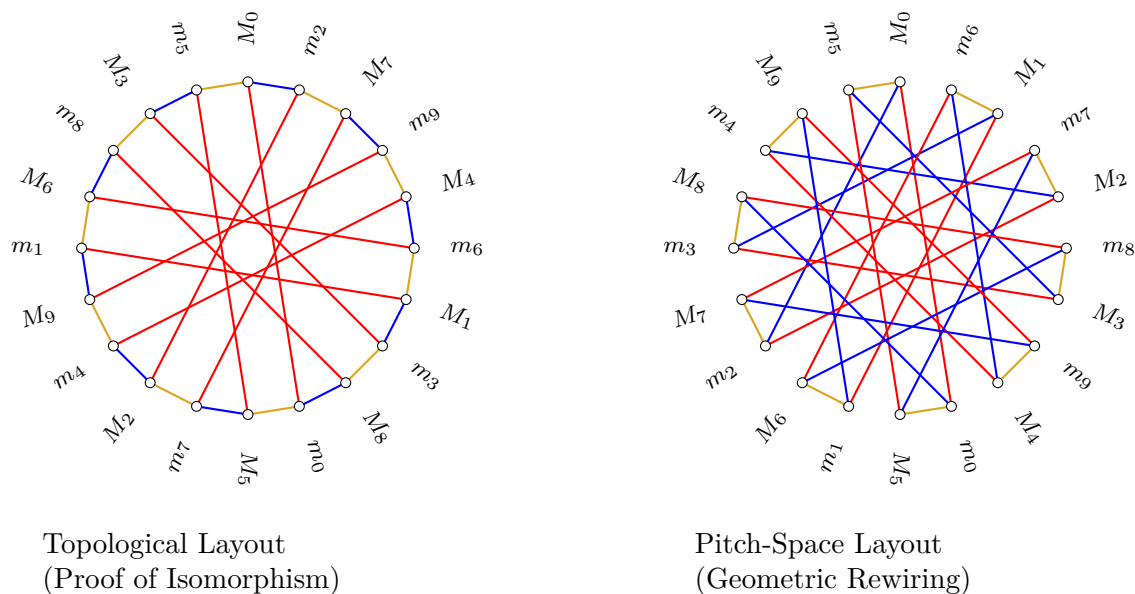 M0
m2
M7
m9
M4
m6
M1
m3
M8
m0
M5
m7
M2
m4
M9
m1
M6
m8
M3
m5
Topological Layout
(Proof of Isomorphism)
M0
m6
M1
m7
M2
m8
M3
m9
M4
m0
M5
m1
M6
m2
M7
m3
M8
m4
M9
m5
Pitch-Space Layout
(Geometric Rewiring)